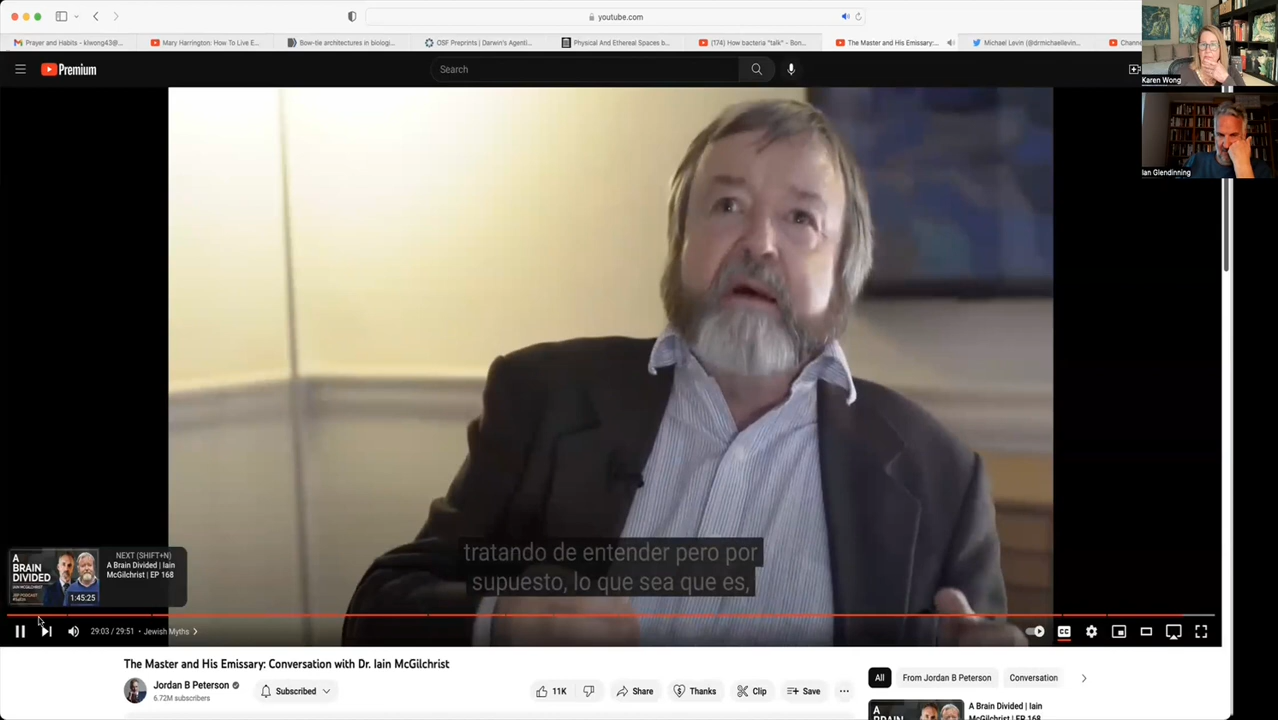 youtube.com
Prayer and Habits - klwong43@...
Mary Harrington: How To Live E...
Bow-tie architectures in biologi...
OSF Preprints | Darwin's Agenti...
Physical And Ethereal Spaces b...
(174) How bacteria "talk" - Bon...
The Master and His Emissary:...
Michael Levin (@drmichaellevin...
Channe
Premium
Search
Karen Wong
Ian Glendinning
tratando de entender pero por
supuesto, lo que sea que es,
A
BRAIN
DIVIDED
1:45:25
NEXT (SHIFT+N)
A Brain Divided | Iain
McGilchrist | EP 168
29:03 / 29:51 • Jewish Myths
CC
The Master and His Emissary: Conversation with Dr. Iain McGilchrist
Jordan B Peterson
6.72M subscribers
Subscribed
11K
Share
Thanks
Clip
Save
All
From Jordan B Peterson
Conversation
A
BRAIN
A Brain Divided | Iain
McGilchrist | EP 168